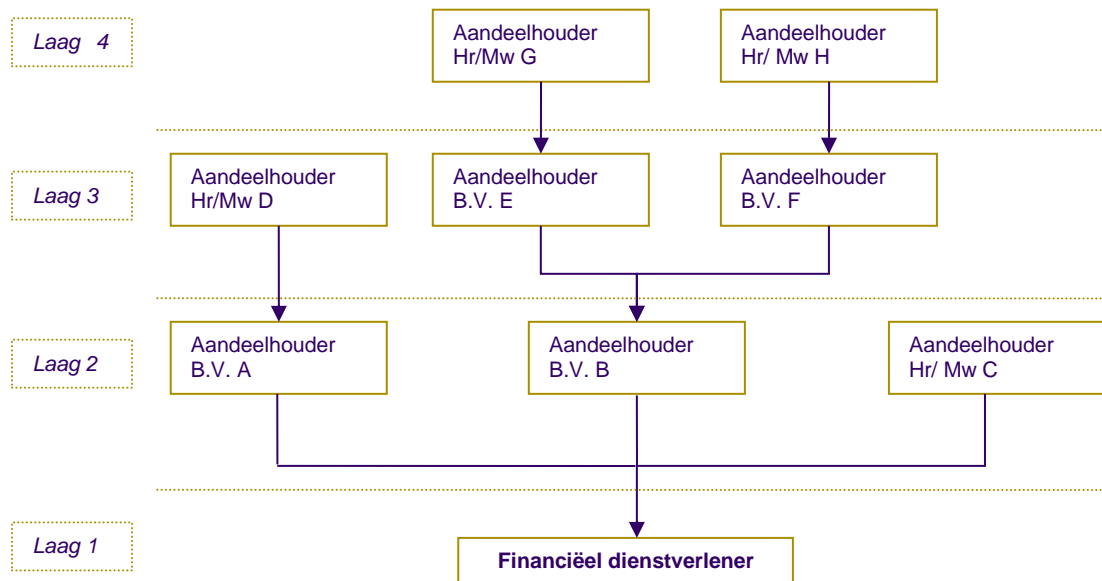 Laag 4
Aandeelhouder
Hr/Mw G
Aandeelhouder
Hr/ Mw H
Laag 3
Aandeelhouder
Hr/Mw D
Aandeelhouder
B.V. E
Aandeelhouder
B.V. F
Laag 2
Aandeelhouder
B.V. A
Aandeelhouder
B.V. B
Aandeelhouder
Hr/ Mw C
Laag 1
Financiëel dienstverlener